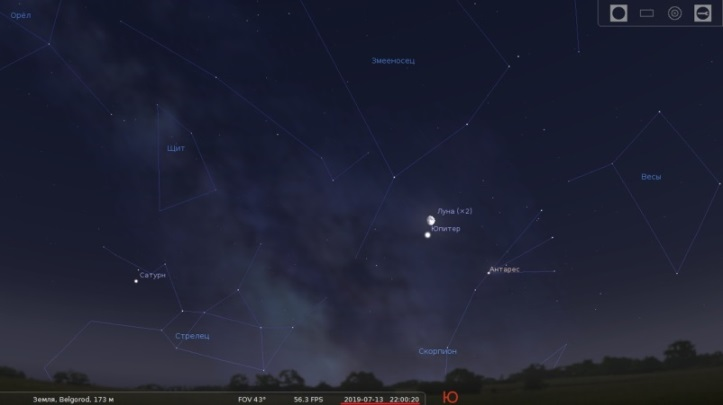 Орёл
Змееносец
Щит
Весы
Луна (×2)
Юпитер
Антарес
Сатурн
Стрелец
Скорпион
Земля, Belgorod, 173 м FOV 43° 56.3 FPS 2019-07-13 22:00:20
Ю